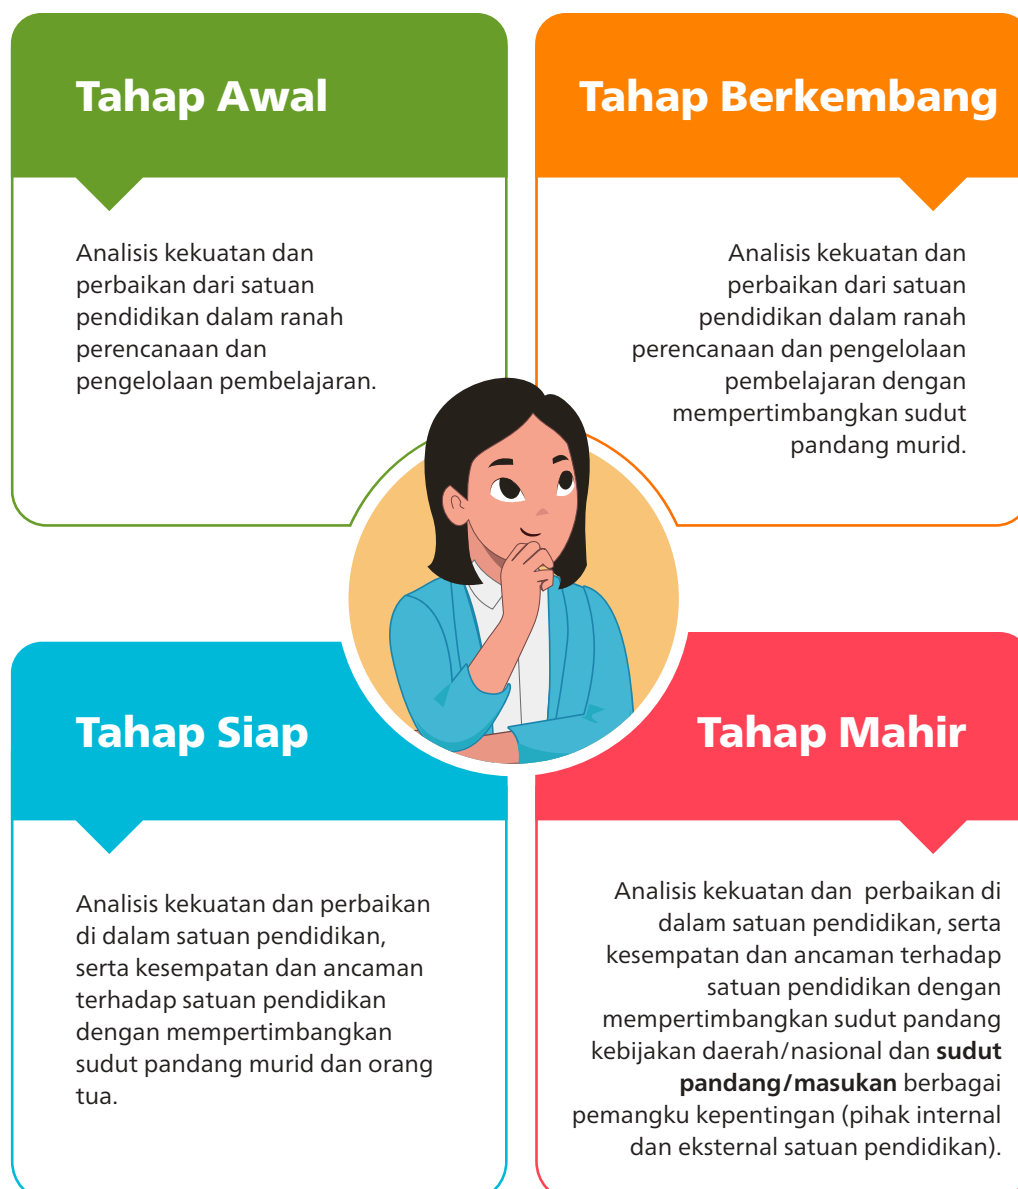 Tahap Awal
Analisis kekuatan dan
perbaikan dari satuan
pendidikan dalam ranah
perencanaan dan
pengelolaan pembelajaran.
Tahap Berkembang
Analisis kekuatan dan
perbaikan dari satuan
pendidikan dalam ranah
perencanaan dan pengelolaan
pembelajaran dengan
mempertimbangkan sudut
pandang murid.
Tahap Siap
Analisis kekuatan dan perbaikan
di dalam satuan pendidikan,
serta kesempatan dan ancaman
terhadap satuan pendidikan
dengan mempertimbangkan
sudut pandang murid dan orang
tua.
Tahap Mahir
Analisis kekuatan dan  perbaikan di
dalam satuan pendidikan, serta
kesempatan dan ancaman terhadap
satuan pendidikan dengan
mempertimbangkan sudut pandang
kebijakan daerah/nasional dan sudut
pandang/masukan berbagai
pemangku kepentingan (pihak internal
dan eksternal satuan pendidikan).